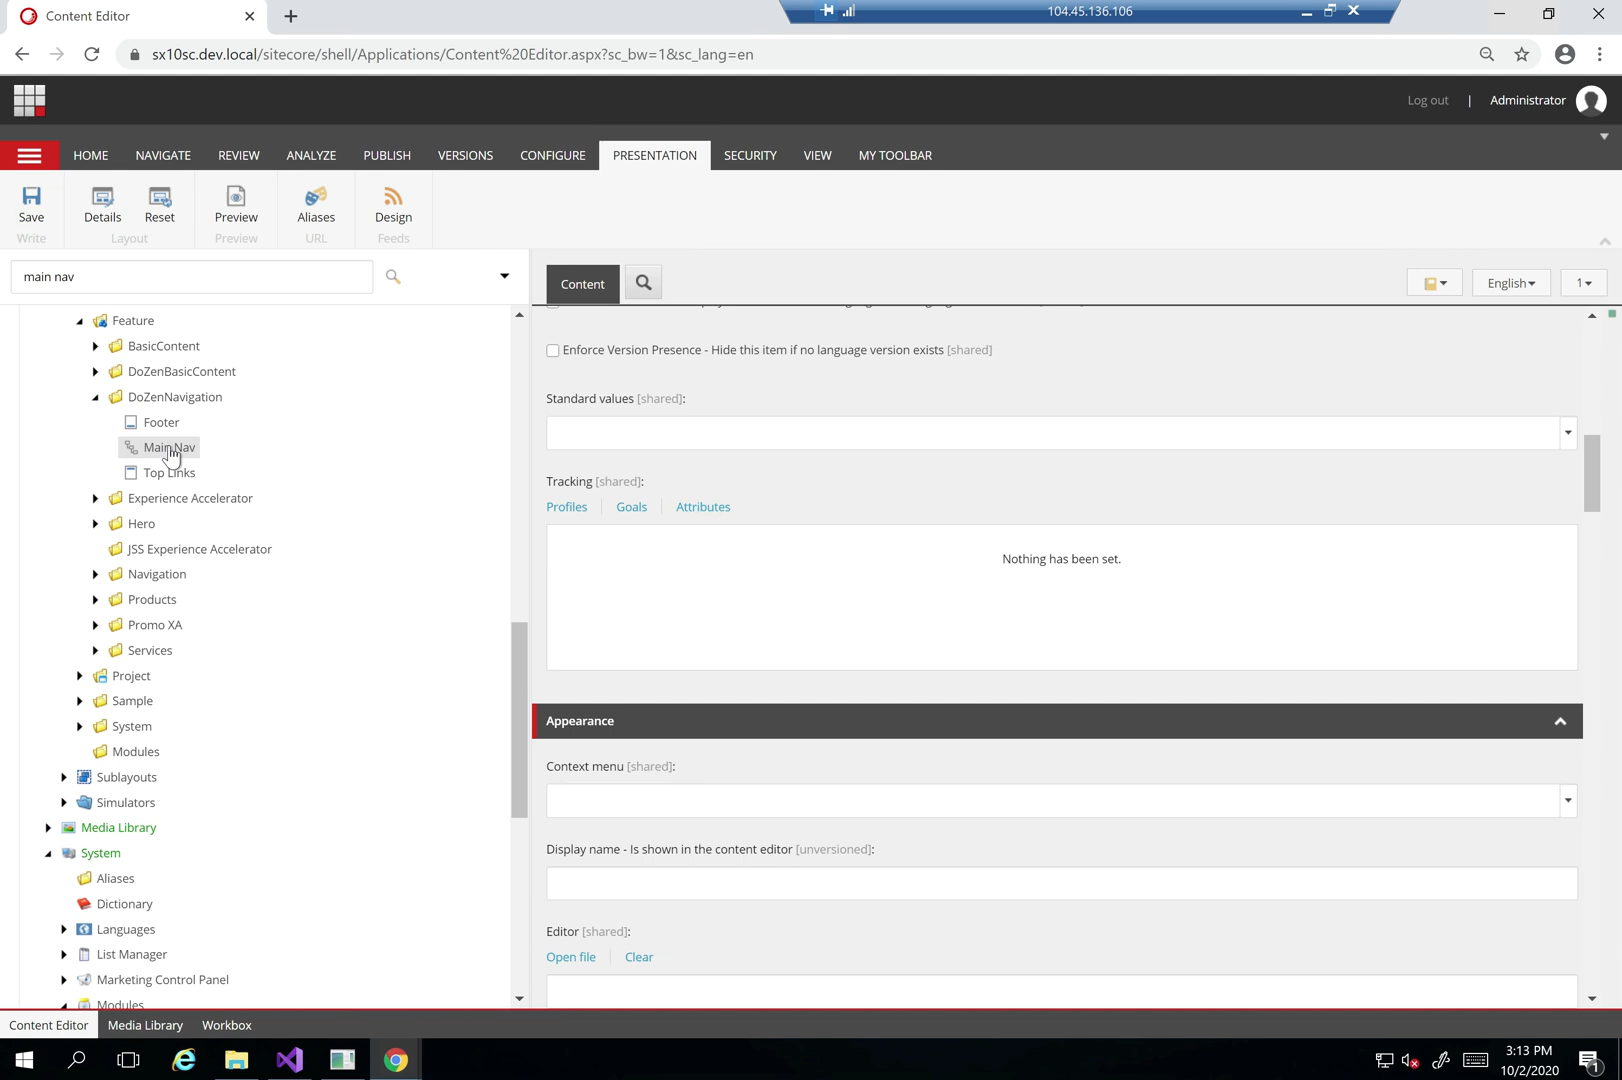 Content Editor
104.45.136.106
sx10sc.dev.local/sitecore/shell/Applications/Content%20Editor.aspx?sc_bw=1&sc_lang=en
Log out | Administrator
HOME NAVIGATE REVIEW ANALYZE PUBLISH VERSIONS CONFIGURE PRESENTATION SECURITY VIEW MY TOOLBAR
Save Details Reset Preview Aliases Design
Write Layout Preview URL Feeds
main nav
Content
English
1
Feature
BasicContent
DoZenBasicContent
DoZenNavigation
Footer
Main Nav
Top Links
Experience Accelerator
Hero
JSS Experience Accelerator
Navigation
Products
Promo XA
Services
Project
Sample
System
Modules
Sublayouts
Simulators
Media Library
System
Aliases
Dictionary
Languages
List Manager
Marketing Control Panel
Modules
Enforce Version Presence - Hide this item if no language version exists [shared]
Standard values [shared]:
Tracking [shared]:
Profiles Goals Attributes
Nothing has been set.
Appearance
Context menu [shared]:
Display name - Is shown in the content editor [unversioned]:
Editor [shared]:
Open file Clear
Content Editor Media Library Workbox
3:13 PM
10/2/2020
1